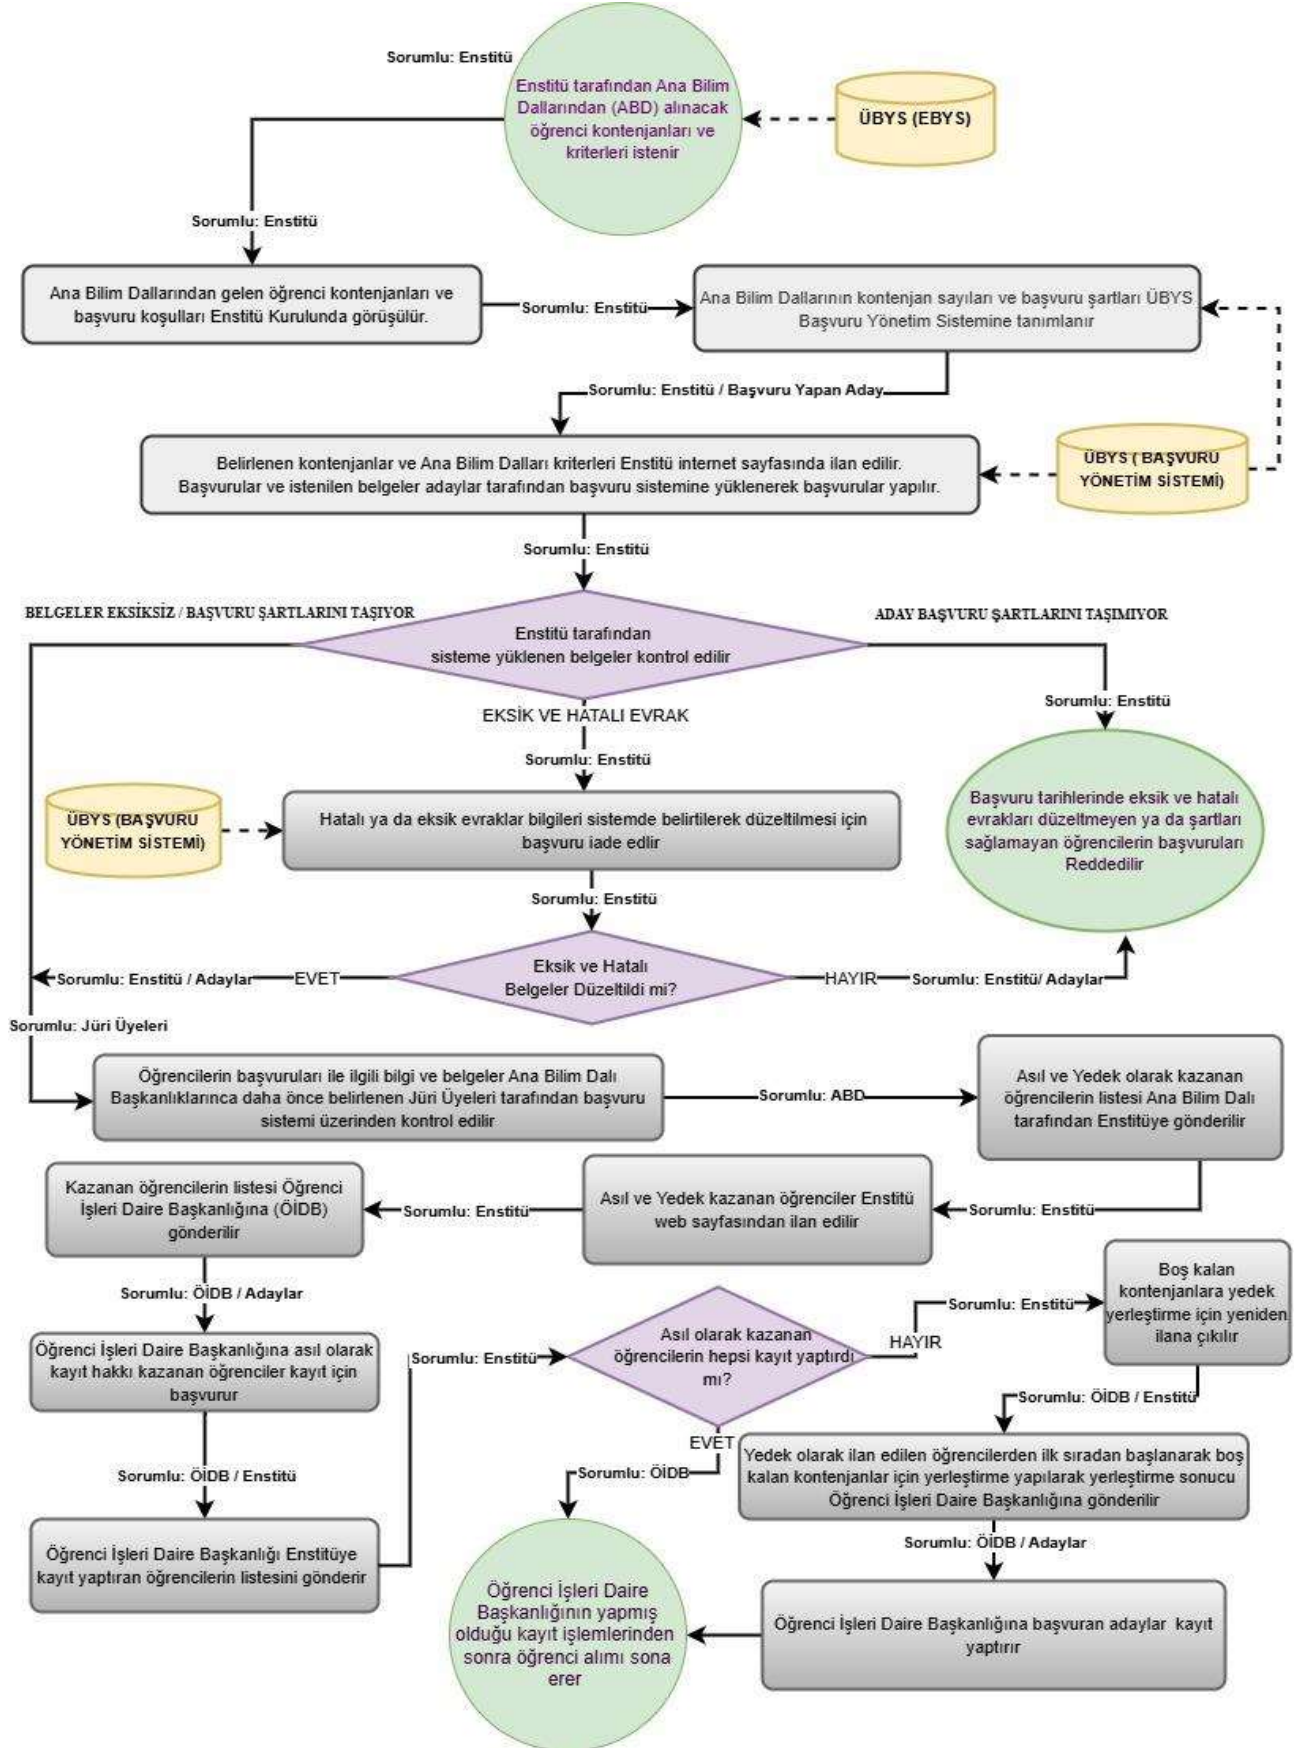 Sorumlu: Enstitü
Enstitü tarafından Ana Bilim
Dallarından (ABD) alınacak
öğrenci kontenjanları ve
kriterleri istenir
ÜBYS (EBYS)
Sorumlu: Enstitü
Ana Bilim Dallarından gelen öğrenci kontenjanları ve
başvuru koşulları Enstitü Kurulunda görüşülür.
Sorumlu: Enstitü
Ana Bilim Dallarının kontenjan sayıları ve başvuru şartları ÜBYS
Başvuru Yönetim Sistemine tanımlanır
Sorumlu: Enstitü / Başvuru Yapan Aday
Belirlenen kontenjanlar ve Ana Bilim Dalları kriterleri Enstitü internet sayfasında ilan edilir.
Başvurular ve istenilen belgeler adaylar tarafından başvuru sistemine yüklenerek başvurular yapılır.
ÜBYS ( BAŞVURU
YÖNETİM SİSTEMİ)
Sorumlu: Enstitü
BELGELER EKSİKSİZ / BAŞVURU ŞARTLARINI TAŞIYOR
ADAY BAŞVURU ŞARTLARINI TAŞIMIYOR
Enstitü tarafından
sisteme yüklenen belgeler kontrol edilir
Sorumlu: Enstitü
EKSİK VE HATALI EVRAK
Sorumlu: Enstitü
ÜBYS (BAŞVURU
YÖNETİM SİSTEMİ)
Hatalı ya da eksik evraklar bilgileri sistemde belirtilerek düzeltilmesi için
başvuru iade edlir
Başvuru tarihlerinde eksik ve hatalı
evrakları düzeltmeyen ya da şartları
sağlamayan öğrencilerin başvuruları
Reddedilir
Sorumlu: Enstitü
Eksik ve Hatalı
Belgeler Düzeltildi mi?
Sorumlu: Enstitü / Adaylar
EVET
HAYIR
Sorumlu: Enstitü/ Adaylar
Sorumlu: Jüri Üyeleri
Öğrencilerin başvuruları ile ilgili bilgi ve belgeler Ana Bilim Dalı
Başkanlıklarınca daha önce belirlenen Jüri Üyeleri tarafından başvuru
sistemi üzerinden kontrol edilir
Sorumlu: ABD
Asıl ve Yedek olarak kazanan
öğrencilerin listesi Ana Bilim Dalı
tarafından Enstitüye gönderilir
Sorumlu: Enstitü
Asıl ve Yedek kazanan öğrenciler Enstitü
web sayfasından ilan edilir
Sorumlu: Enstitü
Kazanan öğrencilerin listesi Öğrenci
İşleri Daire Başkanlığına (ÖİDB)
gönderilir
Sorumlu: ÖİDB / Adaylar
Öğrenci İşleri Daire Başkanlığına asıl olarak
kayıt hakkı kazanan öğrenciler kayıt için
başvurur
Sorumlu: ÖİDB / Enstitü
Öğrenci İşleri Daire Başkanlığı Enstitüye
kayıt yaptıran öğrencilerin listesini gönderir
Sorumlu: Enstitü
Asıl olarak kazanan
öğrencilerin hepsi kayıt yaptırdı
mı?
HAYIR
Sorumlu: Enstitü
Boş kalan
kontenjanlara yedek
yerleştirme için yeniden
ilana çıkılır
Sorumlu: ÖİDB / Enstitü
EVET
Sorumlu: ÖİDB
Yedek olarak ilan edilen öğrencilerden ilk sıradan başlanarak boş
kalan kontenjanlar için yerleştirme yapılarak yerleştirme sonucu
Öğrenci İşleri Daire Başkanlığına gönderilir
Sorumlu: ÖİDB / Adaylar
Öğrenci İşleri Daire Başkanlığına başvuran adaylar kayıt
yaptırır
Öğrenci İşleri Daire
Başkanlığının yapmış
olduğu kayıt işlemlerinden
sonra öğrenci alımı sona
erer